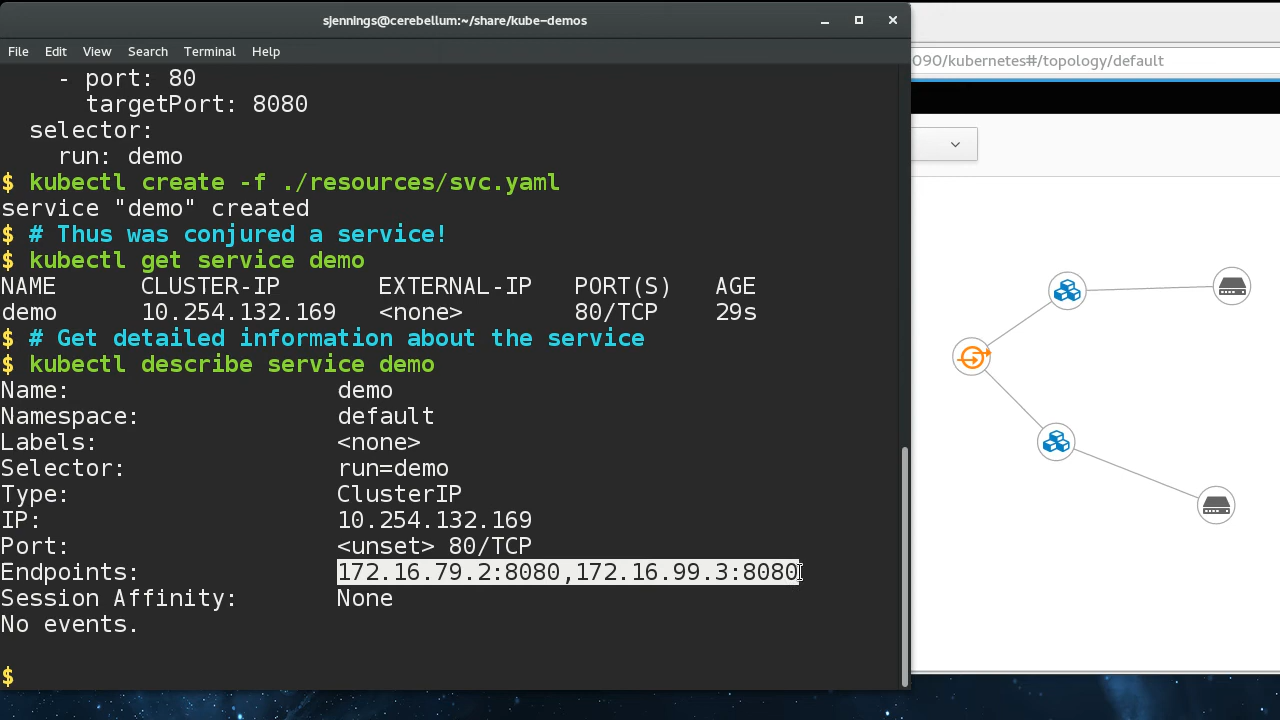 sjennings@cerebellum:~/share/kube-demos
File Edit View Search Terminal Help
- port: 80
targetPort: 8080
selector:
run: demo
$ kubectl create -f ./resources/svc.yaml
service "demo" created
$ # Thus was conjured a service!
$ kubectl get service demo
NAME CLUSTER-IP EXTERNAL-IP PORT(S) AGE
demo 10.254.132.169 <none> 80/TCP 29s
$ # Get detailed information about the service
$ kubectl describe service demo
Name: demo
Namespace: default
Labels: <none>
Selector: run=demo
Type: ClusterIP
IP: 10.254.132.169
Port: <unset> 80/TCP
Endpoints: 172.16.79.2:8080,172.16.99.3:8080
Session Affinity: None
No events.
$
090/kubernetes#/topology/default